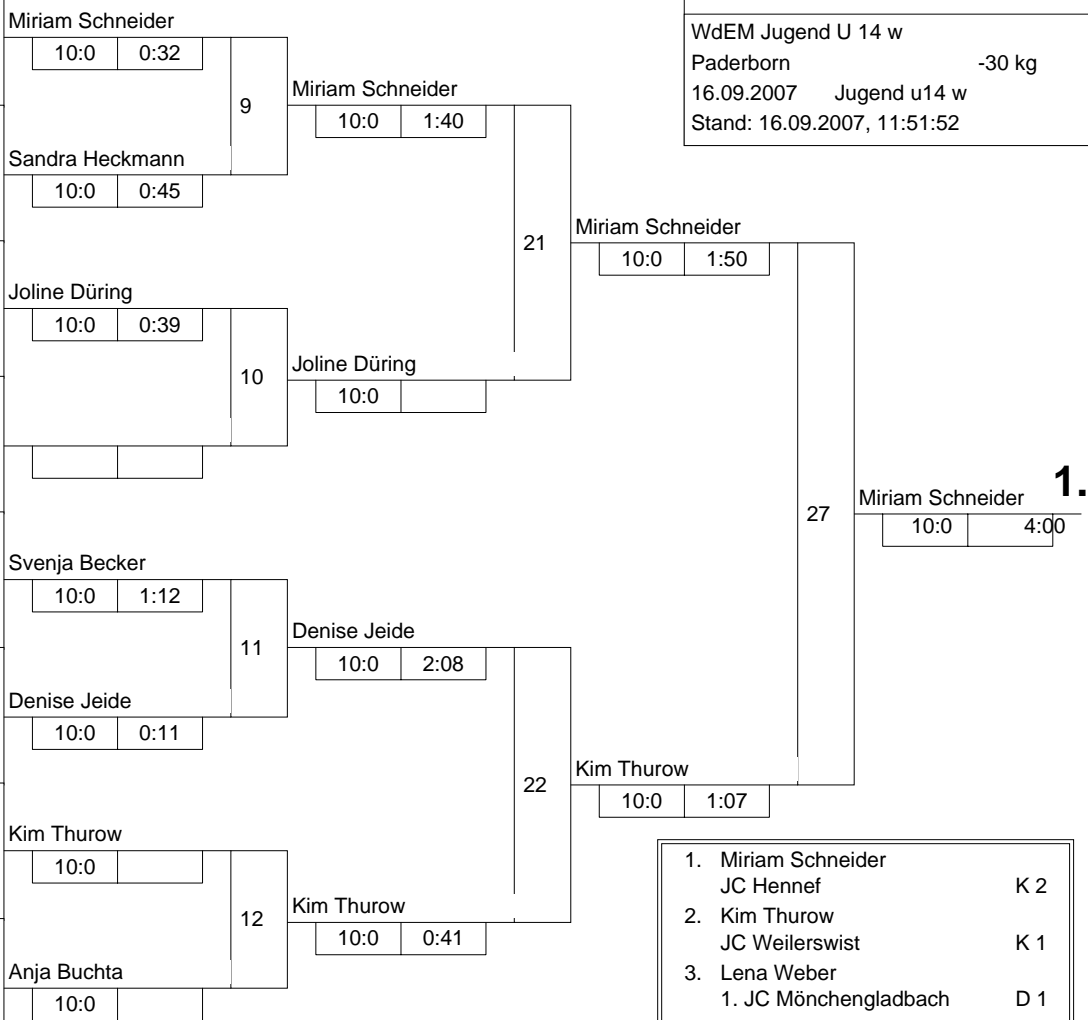 Miriam Schneider
10:0 0:32
9
Sandra Heckmann
10:0 0:45
Joline Düring
10:0 0:39
10
Svenja Becker
10:0 1:12
11
Denise Jeide
10:0 0:11
Kim Thurow
10:0
12
Anja Buchta
10:0
Miriam Schneider
10:0 1:40
21
Joline Düring
10:0
Denise Jeide
10:0 2:08
22
Kim Thurow
10:0 0:41
Miriam Schneider
10:0 1:50
27
Kim Thurow
10:0 1:07
Miriam Schneider 1.
10:0 4:00
WdEM Jugend U 14 w
Paderborn -30 kg
16.09.2007 Jugend u14 w
Stand: 16.09.2007, 11:51:52
1. Miriam Schneider
JC Hennef K 2
2. Kim Thurow
JC Weilerswist K 1
3. Lena Weber
1. JC Mönchengladbach D 1